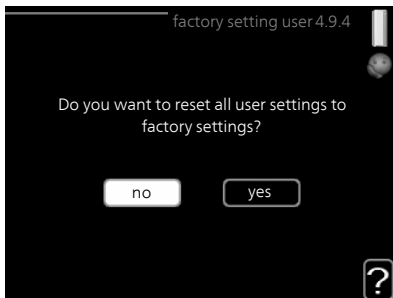 factory setting user 4.9.4
Do you want to reset all user settings to
factory settings?
no
yes
?